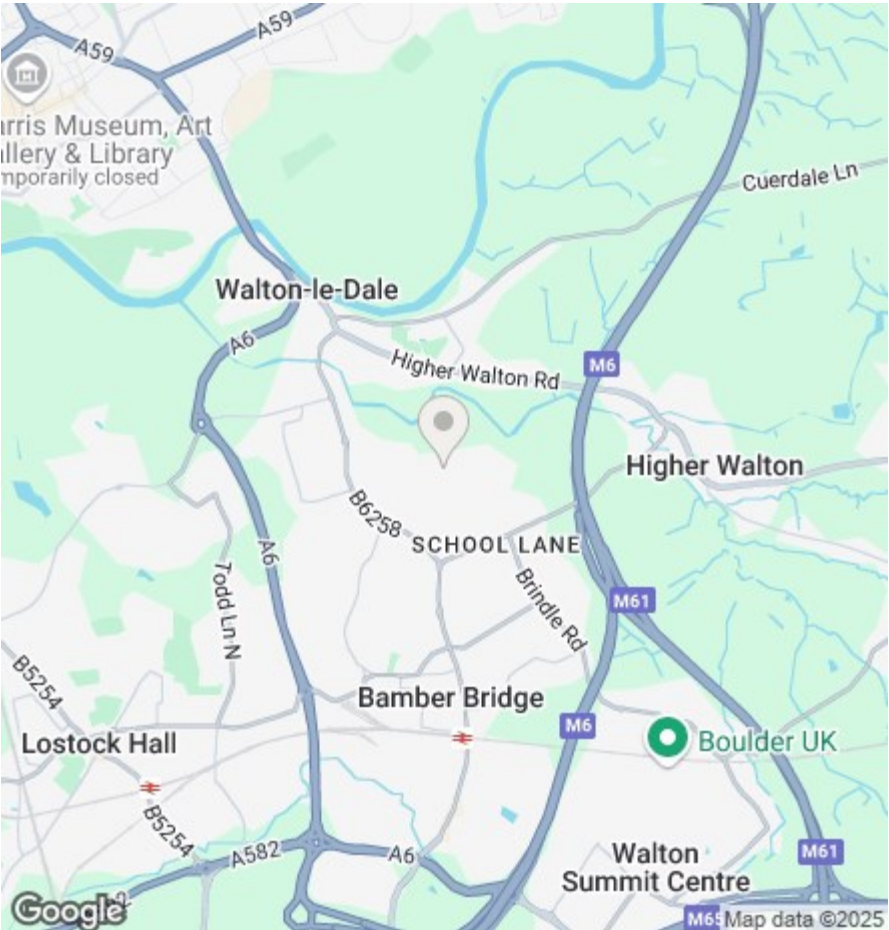 A59
A59
arris Museum, Art
llery & Library
mporarily closed
Cuerdale Ln
Walton-le-Dale
A6
Higher Walton Rd
M6
Higher Walton
B6258
SCHOOL LANE
A6
Todd Ln N
Brindle Rd
M61
B5254
Bamber Bridge
M6
Lostock Hall
Boulder UK
B5254
A582
A6
Walton
Summit Centre
M61
Google
M65
Map data ©2025